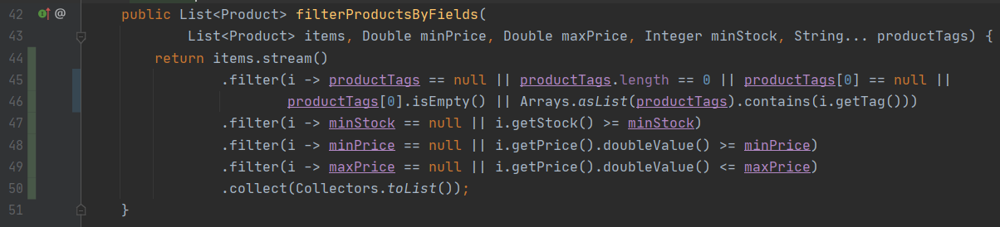 42 @ public List<Product> filterProductsByFields(
43 List<Product> items, Double minPrice, Double maxPrice, Integer minStock, String... productTags) {
44 return items.stream()
45 .filter(i -> productTags == null || productTags.length == 0 || productTags[0] == null ||
46 productTags[0].isEmpty() || Arrays.asList(productTags).contains(i.getTag()))
47 .filter(i -> minStock == null || i.getStock() >= minStock)
48 .filter(i -> minPrice == null || i.getPrice().doubleValue() >= minPrice)
49 .filter(i -> maxPrice == null || i.getPrice().doubleValue() <= maxPrice)
50 .collect(Collectors.toList());
51 }